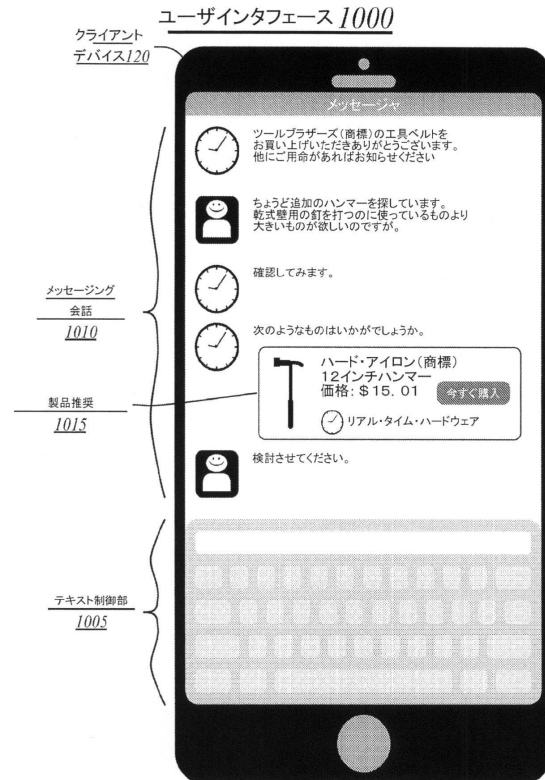 ユーザインタフェース 1000
クライアント
デバイス120
メッセージャ
ツールブラザーズ(商標)の工具ベルトを
お買い上げいただきありがとうございます。
他にご用命があればお知らせください
ちょうど追加のハンマーを探しています。
乾式壁用の釘を打つのに使っているものより
大きいものが欲しいのですが。
メッセージング
会話
1010
確認してみます。
次のようなものはいかがでしょうか。
ハード・アイロン(商標)
12インチハンマー
価格:$15.01
今すぐ購入
リアル・タイム・ハードウェア
製品推奨
1015
検討させてください。
テキスト制御部
1005